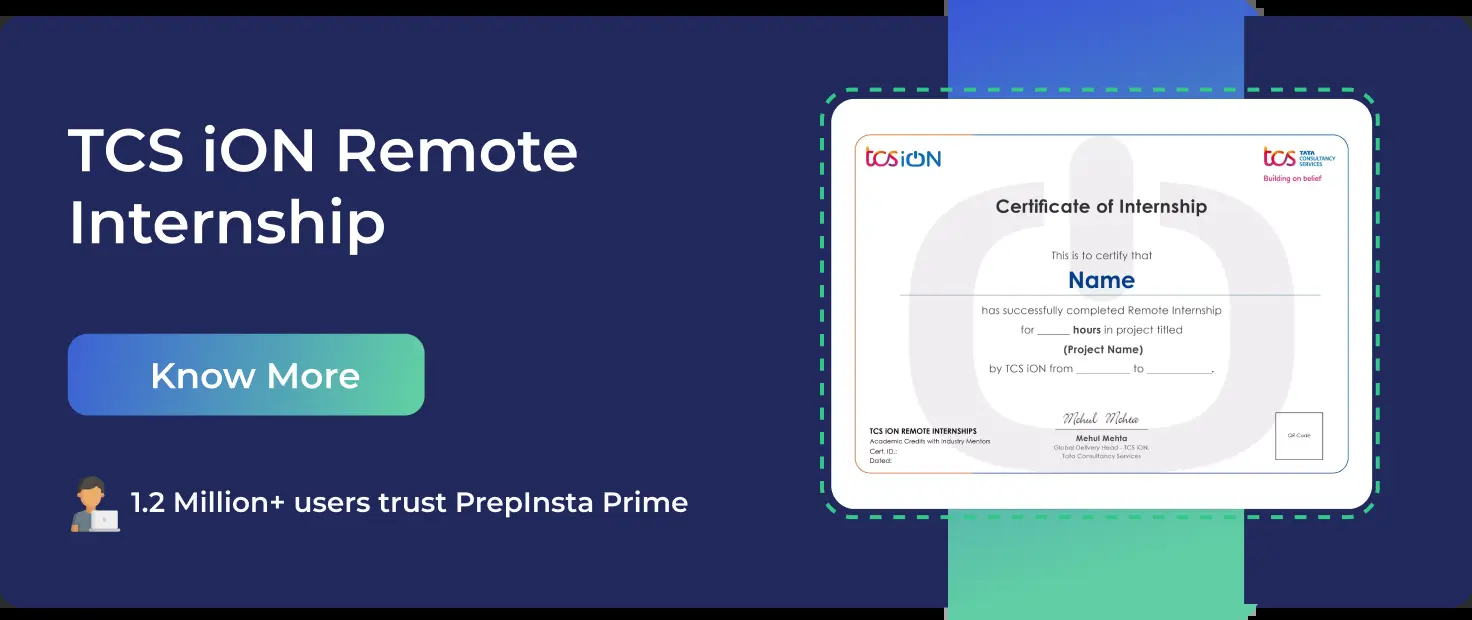 TCS iON Remote
Internship
Know More
1.2 Million+ users trust PrepInsta Prime
tcs iON
tcs TATA
CONSULTANCY
SERVICES
Building on belief
Certificate of Internship
This is to certify that
Name
has successfully completed Remote Internship
for ______ hours in project titled
(Project Name)
by TCS iON from __________ to ____________.
Mehul Mehta
Mehul Mehta
Global Delivery Head - TCS iON,
Tata Consultancy Services
TCS iON REMOTE INTERNSHIPS
Academic Credits with Industry Mentors
Cert. ID.:
Dated:
QR Code